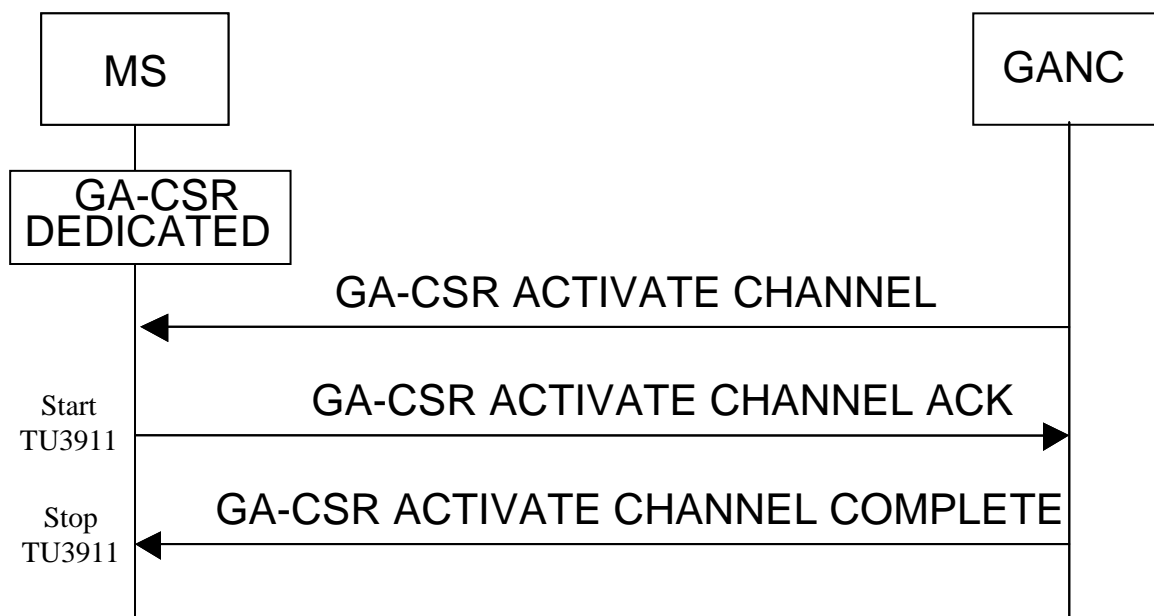 MS
GANC
GA-CSR
DEDICATED
GA-CSR ACTIVATE CHANNEL
Start
TU3911
GA-CSR ACTIVATE CHANNEL ACK
Stop
TU3911
GA-CSR ACTIVATE CHANNEL COMPLETE